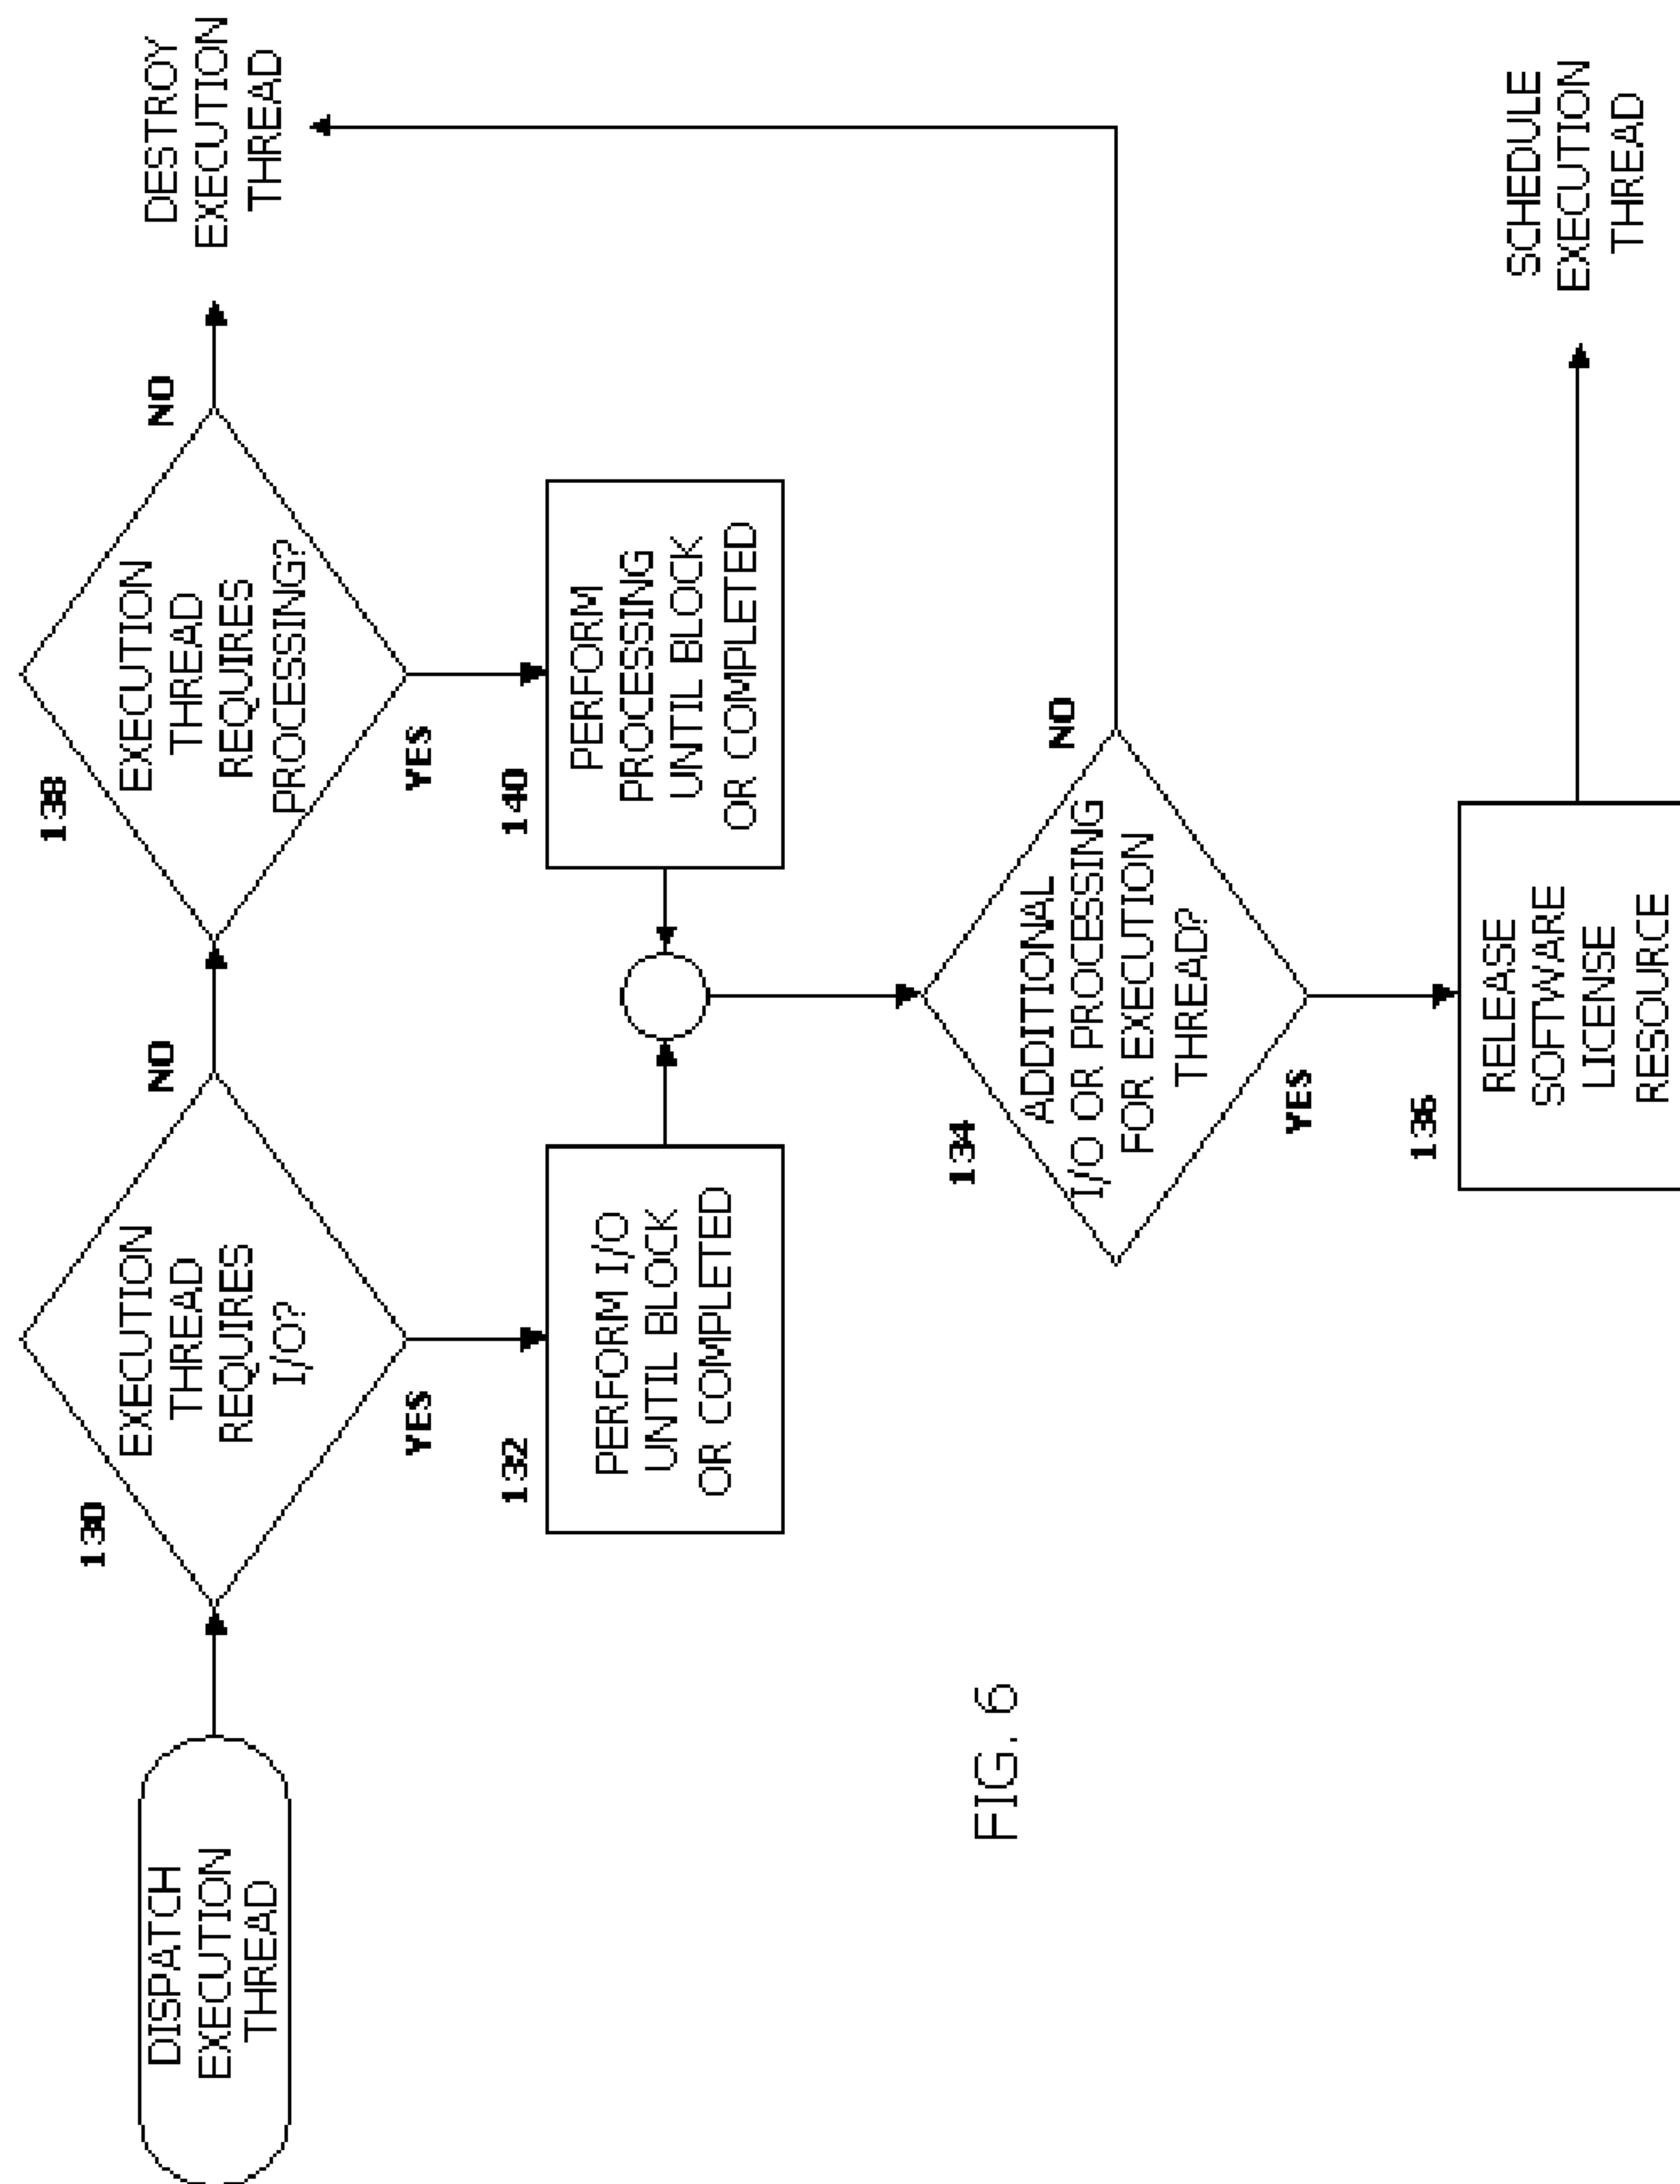 DISPATCH
EXECUTION
THREAD
130
EXECUTION
THREAD
REQUIRES
I/O?
NO
YES
138
EXECUTION
THREAD
REQUIRES
PROCESSING?
NO
YES
DESTROY
EXECUTION
THREAD
132
PERFORM I/O
UNTIL BLOCK
OR COMPLETED
140
PERFORM
PROCESSING
UNTIL BLOCK
OR COMPLETED
134
ADDITIONAL
I/O OR PROCESSING
FOR EXECUTION
THREAD?
NO
YES
136
RELEASE
SOFTWARE
LICENSE
RESOURCE
SCHEDULE
EXECUTION
THREAD
FIG. 6